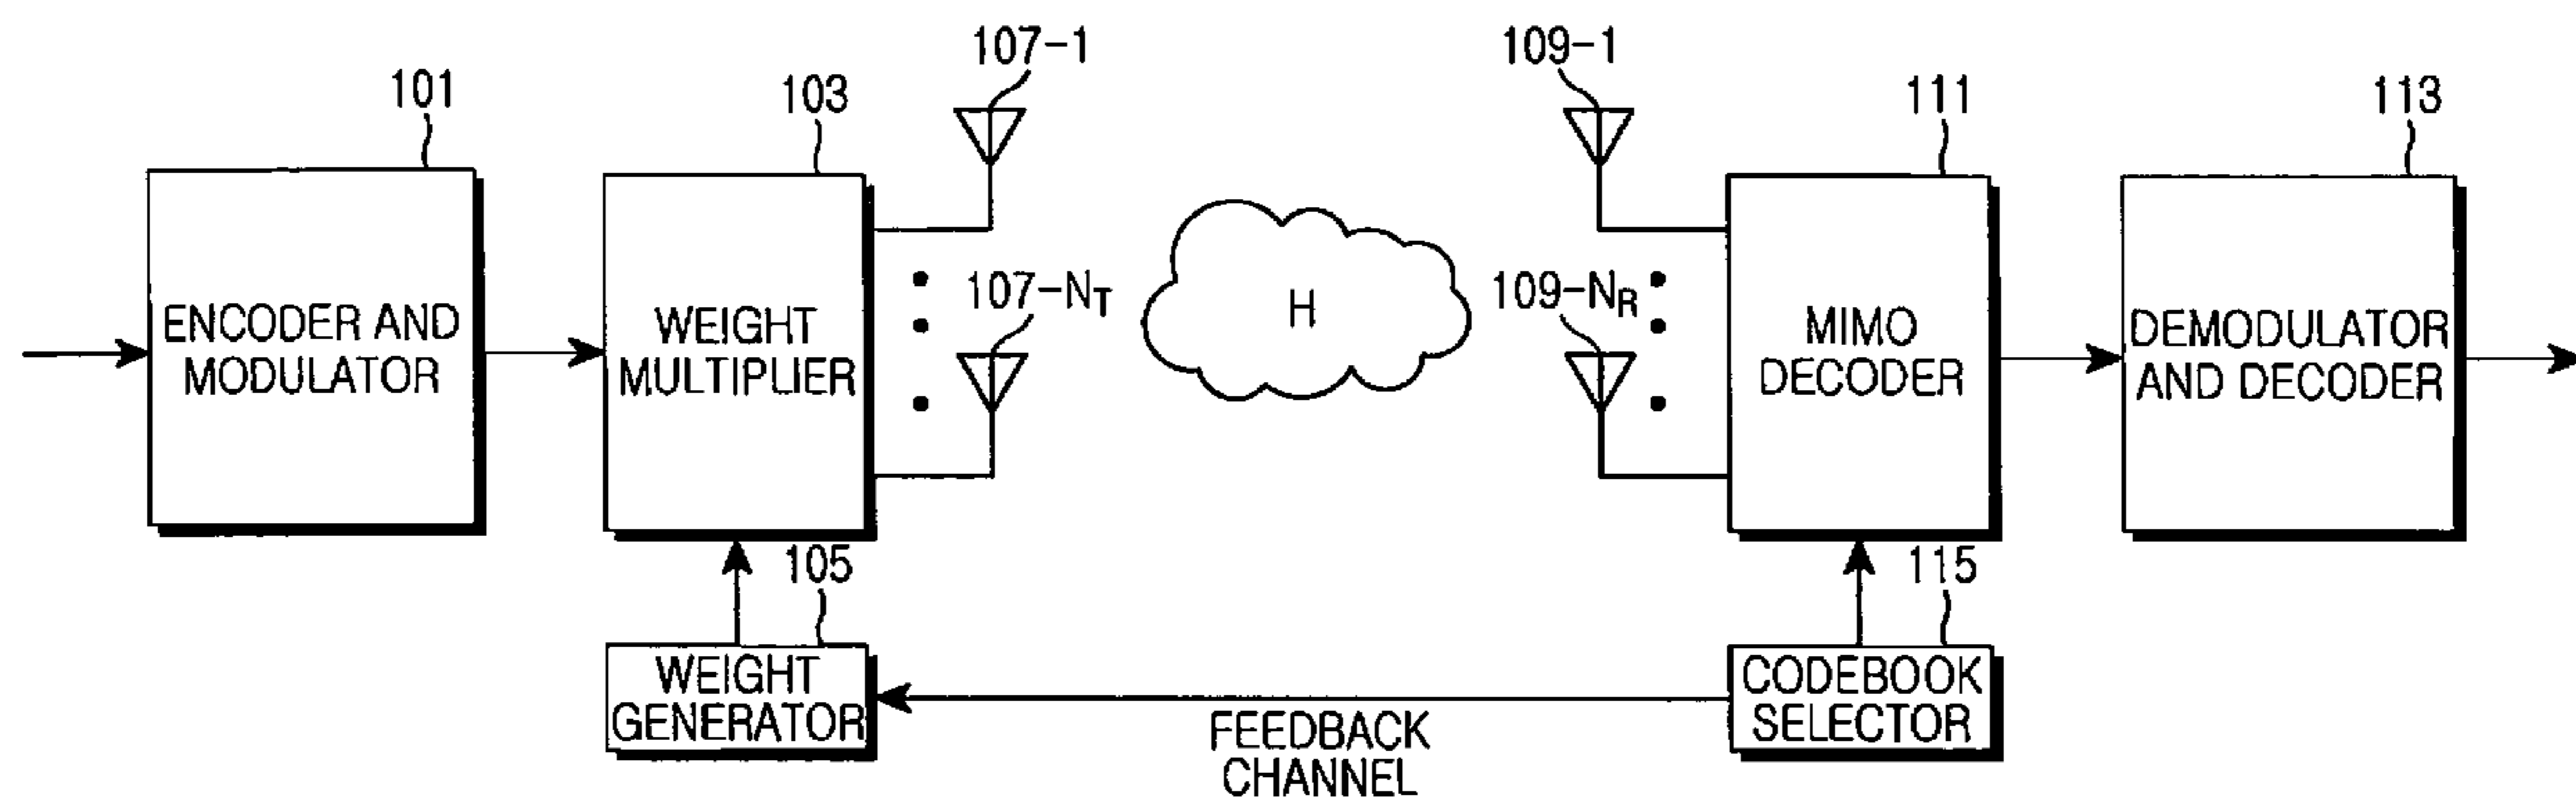 107-1
109-1
101
103
111
113
107-NT
109-NR
ENCODER AND
MODULATOR
WEIGHT
MULTIPLIER
H
MIMO
DECODER
DEMODULATOR
AND DECODER
105
115
WEIGHT
GENERATOR
CODEBOOK
SELECTOR
FEEDBACK
CHANNEL